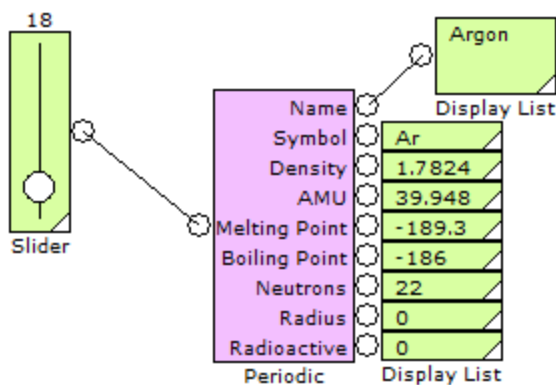 18
Slider
Argon
Display List
Name
Symbol Ar
Density 1.7824
AMU 39.948
Melting Point -189.3
Boiling Point -186
Neutrons 22
Radius 0
Radioactive 0
Periodic
Display List